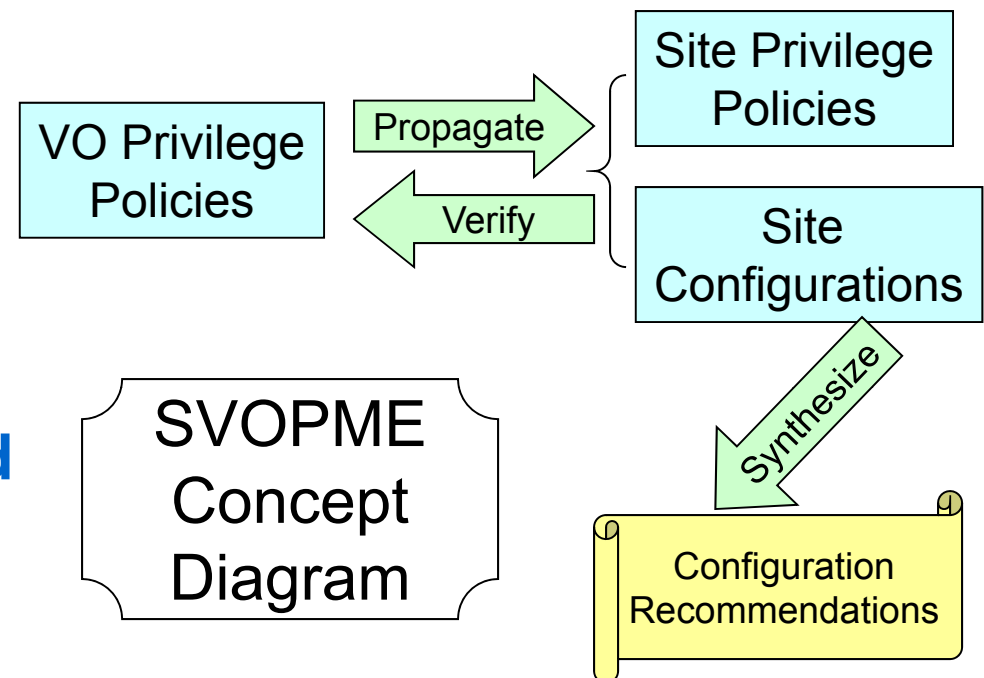 VO Privilege
Policies
Propagate
Verify
Site Privilege
Policies
Site
Configurations
Synthesize
SVOPME
Concept
Diagram
Configuration
Recommendations